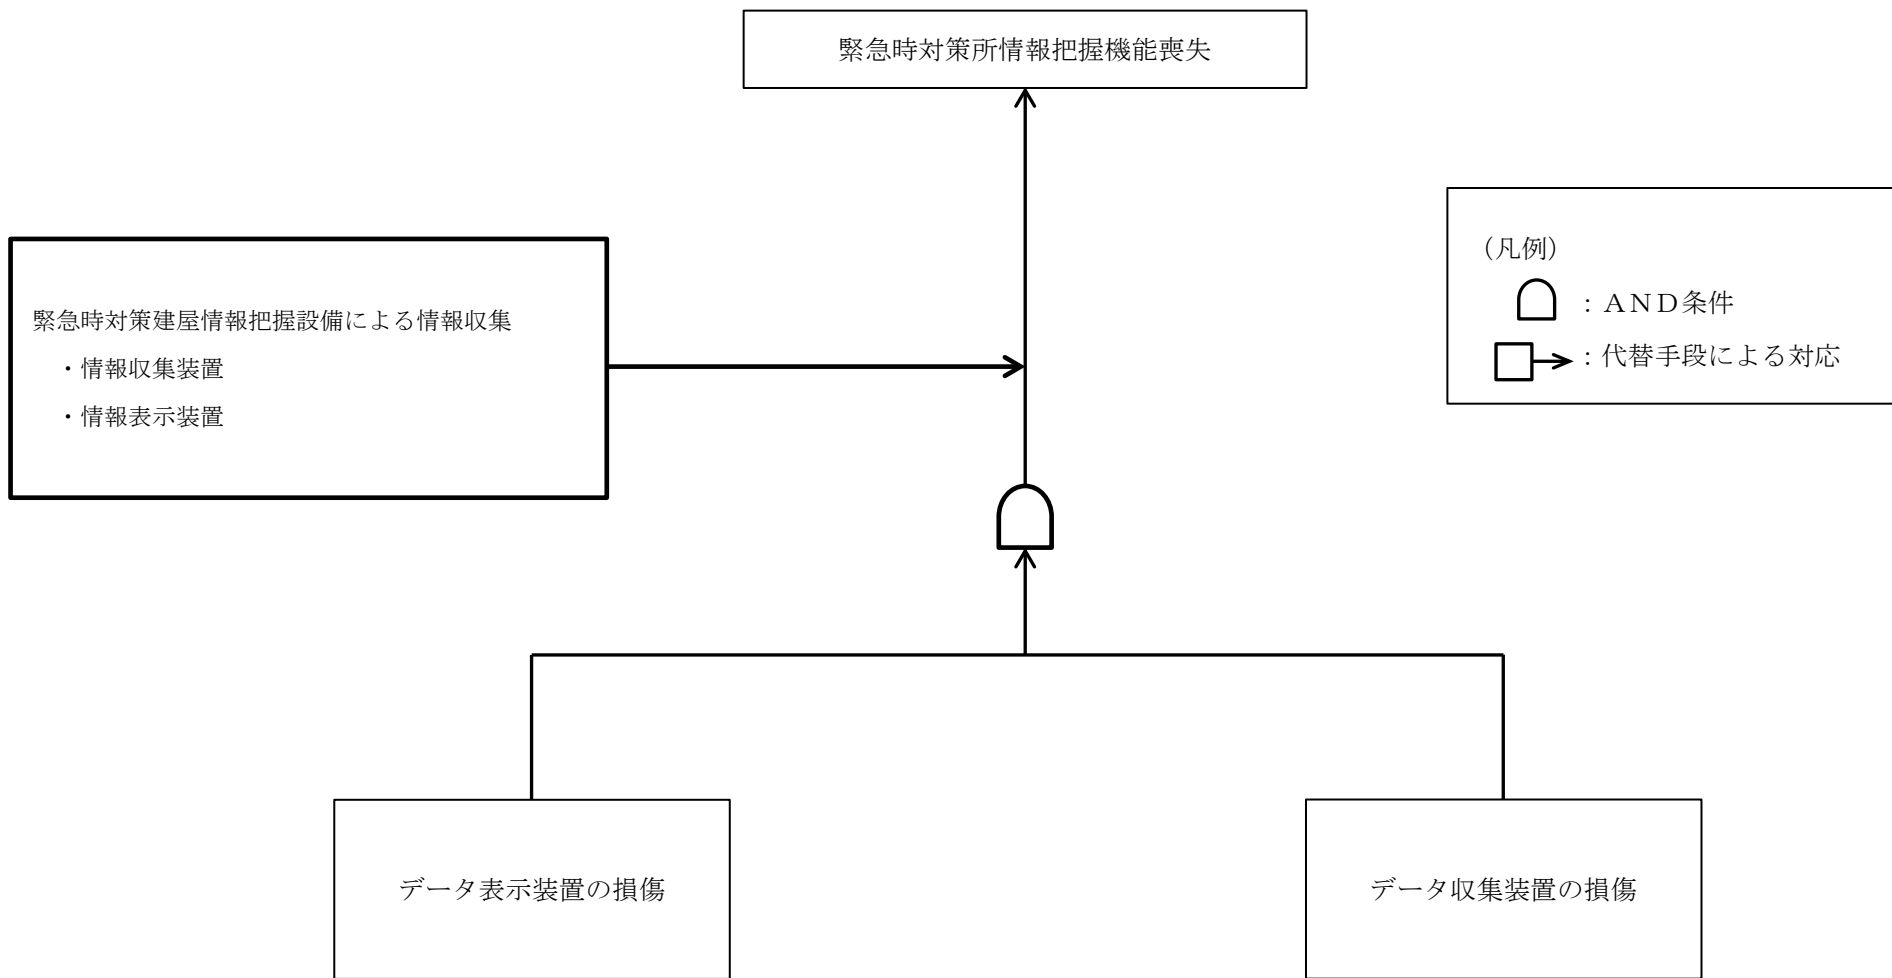 緊急時対策所情報把握機能喪失
(凡例)
：ＡＮＤ条件
：代替手段による対応
緊急時対策建屋情報把握設備による情報収集
・情報収集装置
・情報表示装置
データ表示装置の損傷
データ収集装置の損傷